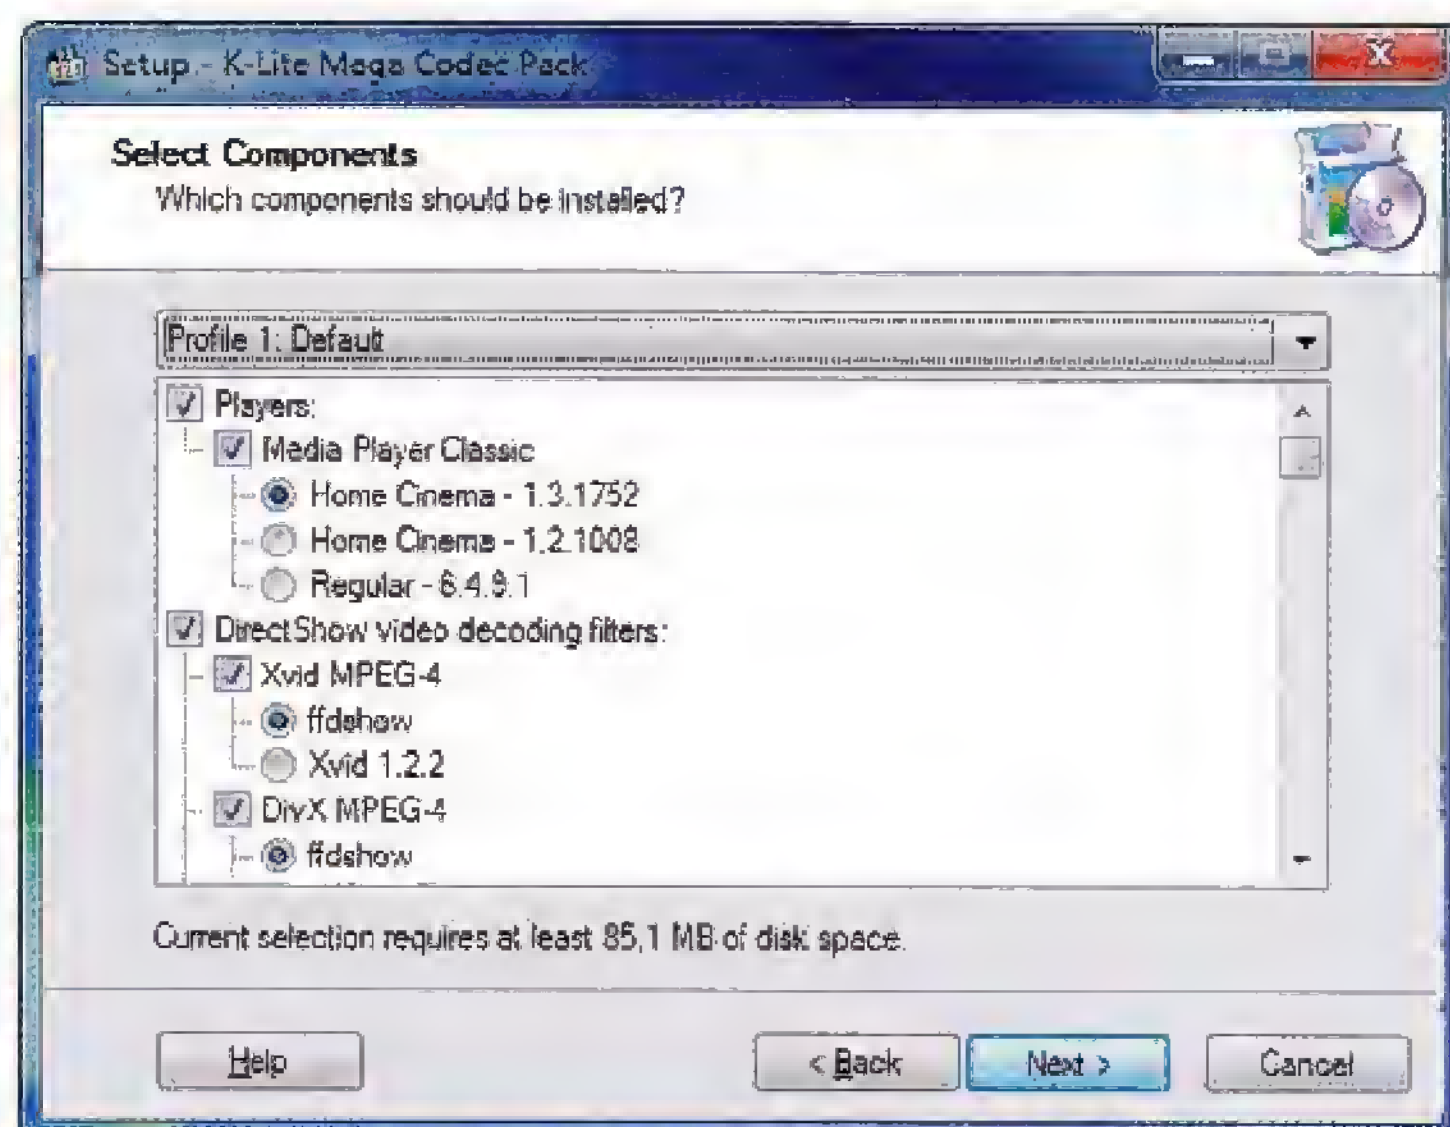 Setup - K-Lite Mega Codec Pack
Select Components
Which components should be installed?
Profile 1: Default
Players:
Media Player Classic
Home Cinema - 1.3.1752
Home Cinema - 1.2.1008
Regular - 6.4.9.1
DirectShow video decoding filters:
Xvid MPEG-4
ffdshow
Xvid 1.2.2
DivX MPEG-4
ffdshow
Current selection requires at least 85,1 MB of disk space.
Help
< Back
Next >
Cancel